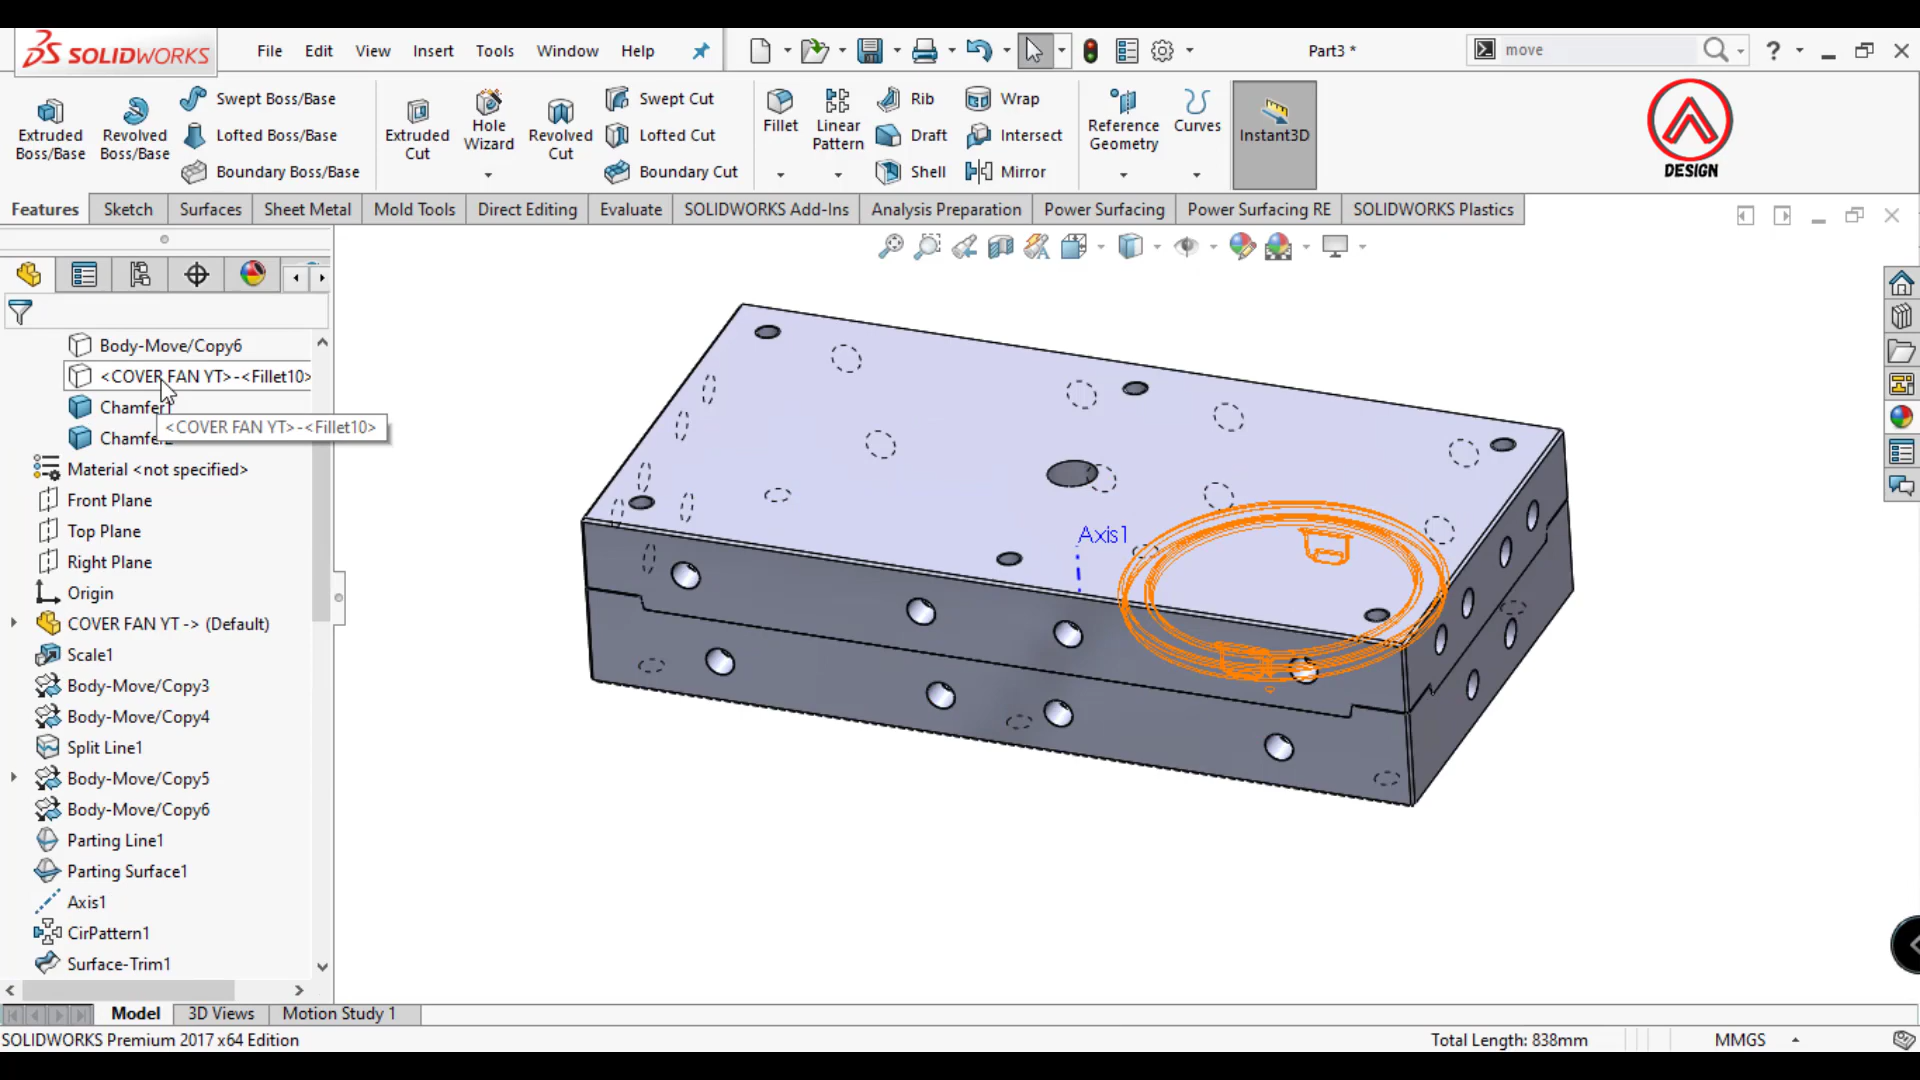 SOLIDWORKS
File Edit View Insert Tools Window Help
Part3 *
move
?
Extruded Boss/Base
Revolved Boss/Base
Swept Boss/Base
Lofted Boss/Base
Boundary Boss/Base
Extruded Cut
Hole Wizard
Revolved Cut
Swept Cut
Lofted Cut
Boundary Cut
Fillet
Linear Pattern
Rib
Draft
Shell
Wrap
Intersect
Mirror
Reference Geometry
Curves
Instant3D
DESIGN
Features Sketch Surfaces Sheet Metal Mold Tools Direct Editing Evaluate SOLIDWORKS Add-Ins Analysis Preparation Power Surfacing Power Surfacing RE SOLIDWORKS Plastics
Body-Move/Copy6
<COVER FAN YT>-<Fillet10>
Chamfer1
<COVER FAN YT>-<Fillet10>
Chamfer2
Material <not specified>
Front Plane
Top Plane
Right Plane
Origin
COVER FAN YT -> (Default)
Scale1
Body-Move/Copy3
Body-Move/Copy4
Split Line1
Body-Move/Copy5
Body-Move/Copy6
Parting Line1
Parting Surface1
Axis1
CirPattern1
Surface-Trim1
Axis1
Model 3D Views Motion Study 1
SOLIDWORKS Premium 2017 x64 Edition
Total Length: 838mm
MMGS